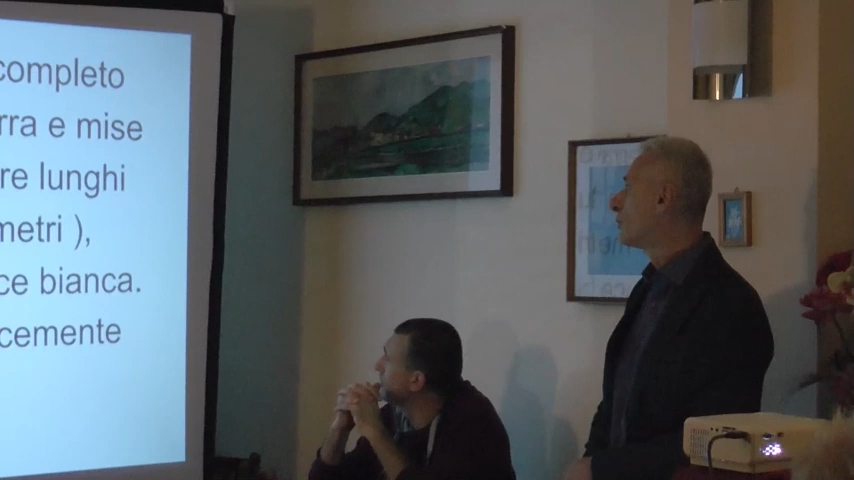 completo
rra e mise
re lunghi
metri ),
ce bianca.
cemente